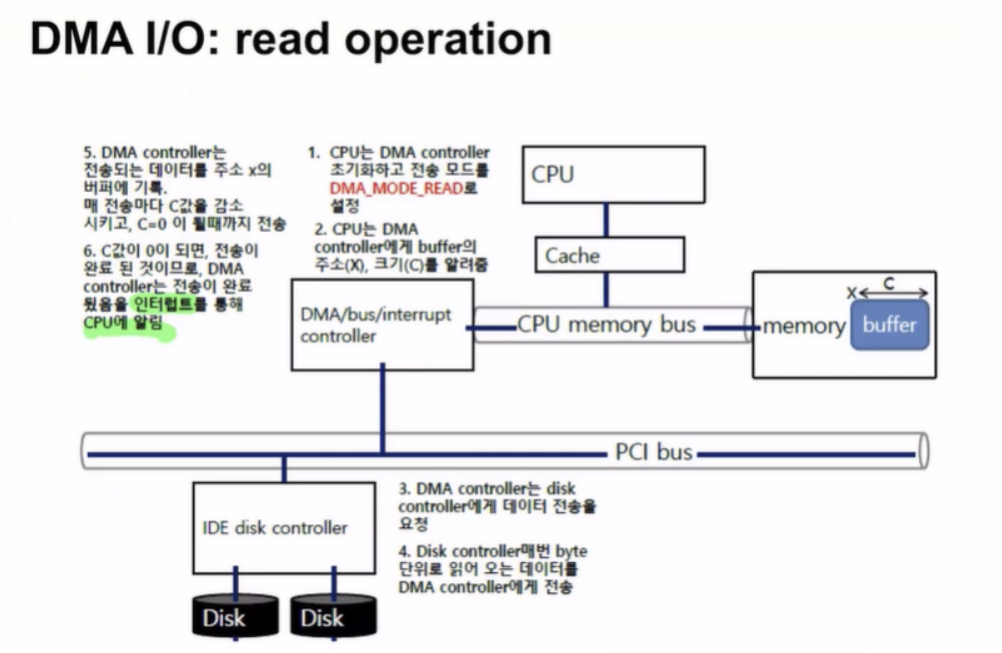 DMA I/O: read operation
5. DMA controller는
전송되는 데이터를 주소 x의
버퍼에 기록.
매 전송마다 C값을 감소
시키고, C=0 이 될때까지 전송
6. C값이 0이 되면, 전송이
완료 된 것이므로, DMA
controller는 전송이 완료
됬음을 인터럽트를 통해
CPU에 알림
1. CPU는 DMA controller
초기화하고 전송 모드를
DMA_MODE_READ로
설정
2. CPU는 DMA
controller에게 buffer의
주소(X), 크기(C)를 알려줌
CPU
Cache
DMA/bus/interrupt
controller
CPU memory bus
memory
X
C
buffer
PCI bus
IDE disk controller
3. DMA controller는 disk
controller에게 데이터 전송을
요청
4. Disk controller매번 byte
단위로 읽어 오는 데이터를
DMA controller에게 전송
Disk
Disk